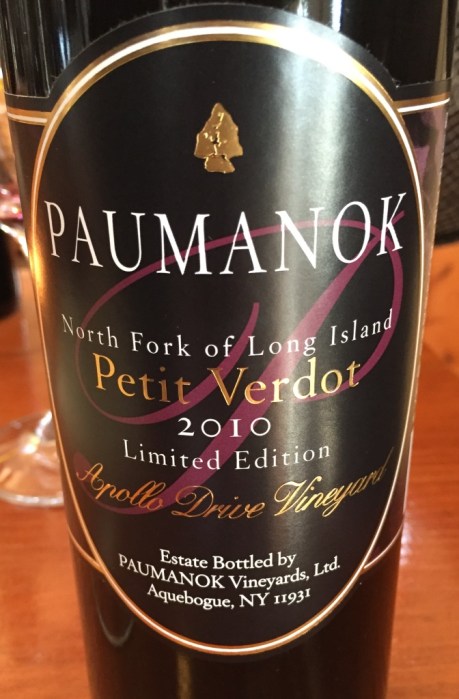 PAUMANOK
North Fork of Long Island
Petit Verdot
2010
Limited Edition
Apollo Drive Vineyard
Estate Bottled by
PAUMANOK Vineyards, Ltd.
Aquebogue, NY 11931